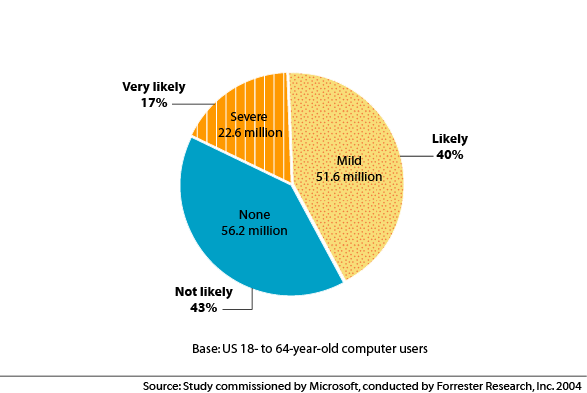 Very likely
17%
Severe
22.6 million
Likely
40%
Mild
51.6 million
None
56.2 million
Not likely
43%
Base: US 18- to 64-year-old computer users
Source: Study commissioned by Microsoft, conducted by Forrester Research, Inc. 2004